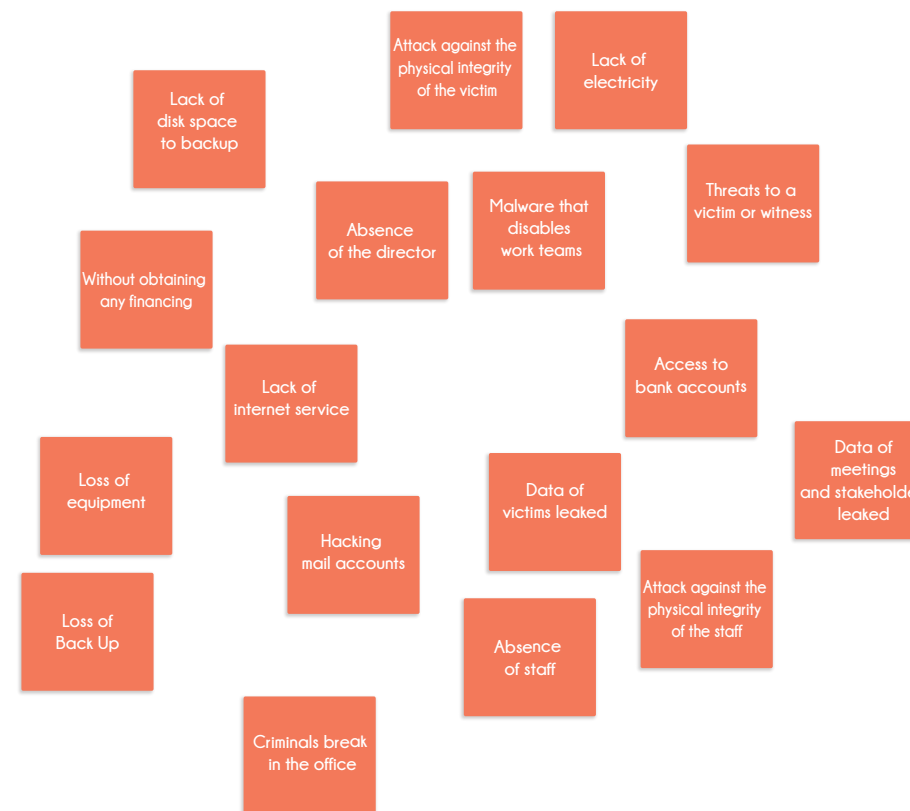 Attack against the
physical integrity
of the victim
Lack of
electricity
Lack of
disk space
to backup
Threats to a
victim or witness
Absence
of the director
Malware that
disables
work teams
Without obtaining
any financing
Access to
bank accounts
Lack of
internet service
Data of
meetings
and stakeholde
leaked
Loss of
equipment
Data of
victims leaked
Hacking
mail accounts
Attack against the
physical integrity
of the staff
Loss of
Back Up
Absence
of staff
Criminals break
in the office